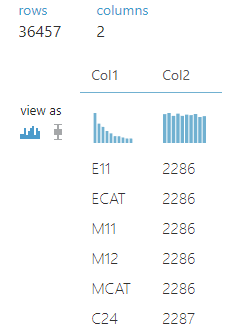 rows columns
36457 2
Col1 Col2
view as
E11 2286
ECAT 2286
M11 2286
M12 2286
MCAT 2286
C24 2287